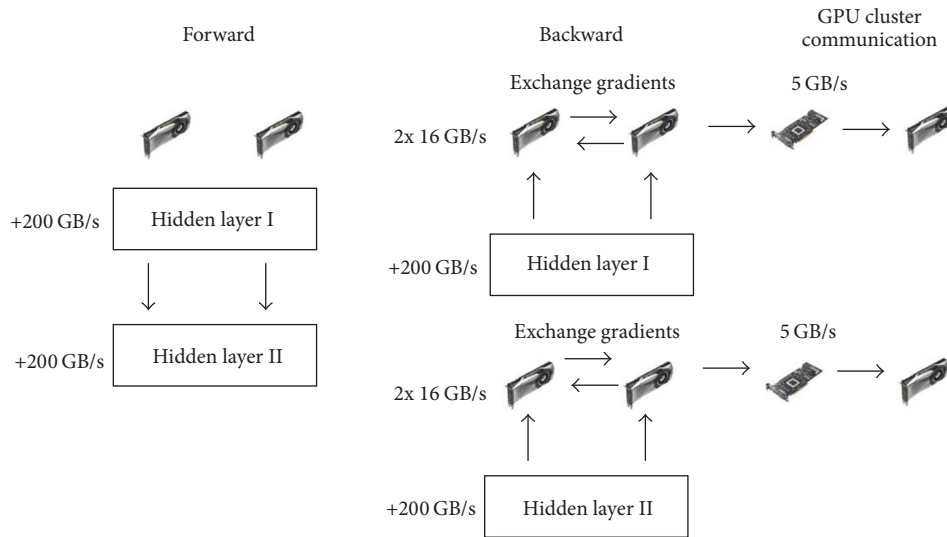 Forward
Backward
GPU cluster
communication
Exchange gradients
5 GB/s
2x 16 GB/s
+200 GB/s
Hidden layer I
+200 GB/s
Hidden layer I
+200 GB/s
Hidden layer II
Exchange gradients
5 GB/s
2x 16 GB/s
+200 GB/s
Hidden layer II